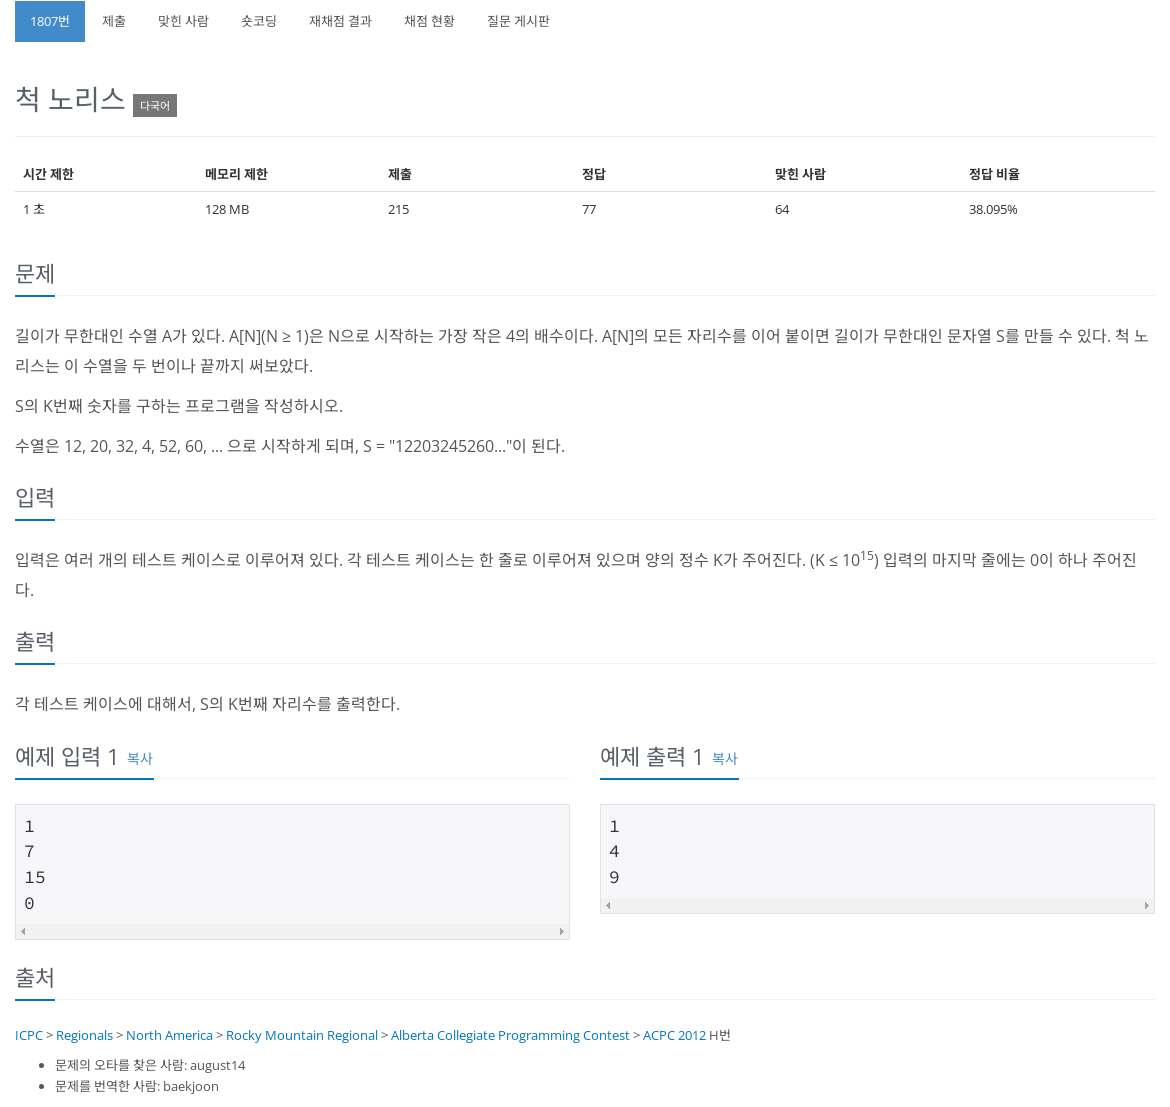 1807번 제출 맞힌 사람 숏코딩 재채점 결과 채점 현황 질문 게시판
척 노리스 다국어
시간 제한 메모리 제한 제출 정답 맞힌 사람 정답 비율
1 초 128 MB 215 77 64 38.095%
문제
길이가 무한대인 수열 A가 있다. A[N](N ≥ 1)은 N으로 시작하는 가장 작은 4의 배수이다. A[N]의 모든 자리수를 이어 붙이면 길이가 무한대인 문자열 S를 만들 수 있다. 척 노
리스는 이 수열을 두 번이나 끝까지 써보았다.
S의 K번째 숫자를 구하는 프로그램을 작성하시오.
수열은 12, 20, 32, 4, 52, 60, ... 으로 시작하게 되며, S = "12203245260..."이 된다.
입력
입력은 여러 개의 테스트 케이스로 이루어져 있다. 각 테스트 케이스는 한 줄로 이루어져 있으며 양의 정수 K가 주어진다. (K ≤ 10^15) 입력의 마지막 줄에는 0이 하나 주어진
다.
출력
각 테스트 케이스에 대해서, S의 K번째 자리수를 출력한다.
예제 입력 1 복사
1
7
15
0
예제 출력 1 복사
1
4
9
출처
ICPC > Regionals > North America > Rocky Mountain Regional > Alberta Collegiate Programming Contest > ACPC 2012 H번
• 문제의 오타를 찾은 사람: august14
• 문제를 번역한 사람: baekjoon